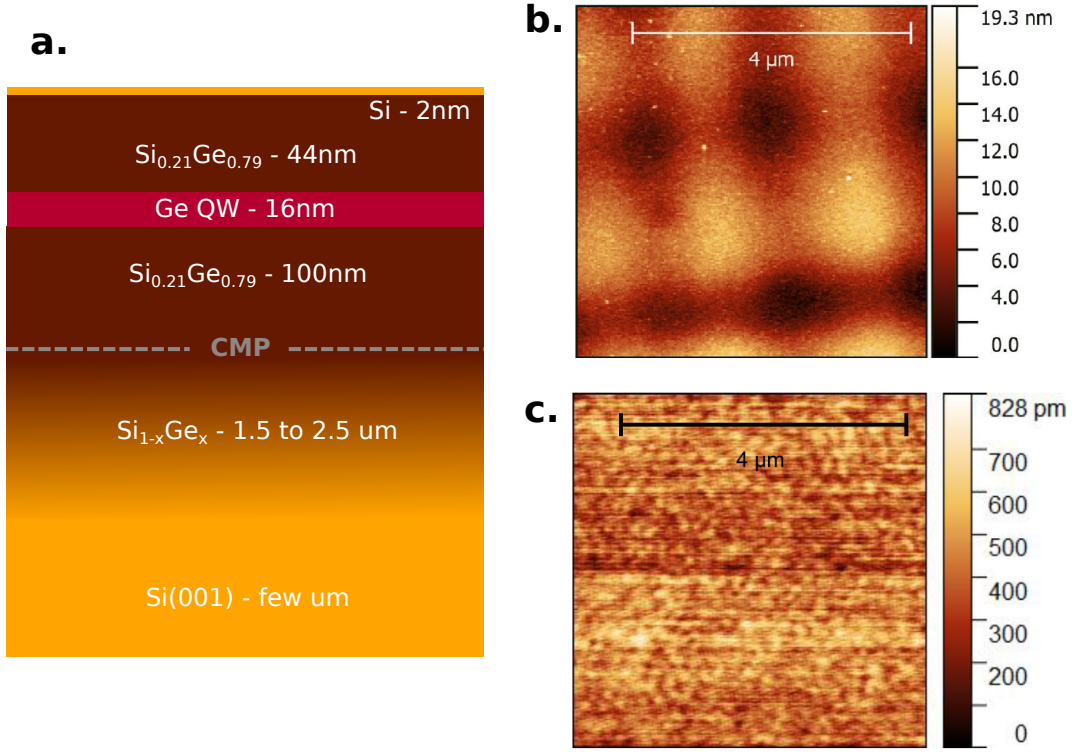 a.
Si - 2nm
Si₀.₂₁Ge₀.₇₉ - 44nm
Ge QW - 16nm
Si₀.₂₁Ge₀.₇₉ - 100nm
CMP
Si₁₋ₓGeₓ - 1.5 to 2.5 um
Si(001) - few um
b.
4 µm
19.3 nm
16.0
14.0
12.0
10.0
8.0
6.0
4.0
0.0
c.
4 µm
828 pm
700
600
500
400
300
200
0